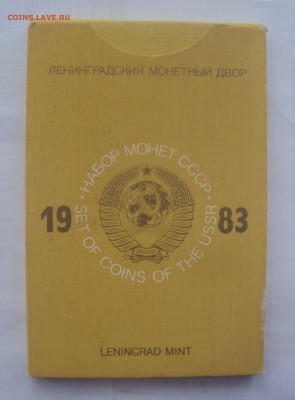 COINS.LAVE.RU
ЛЕНИНГРАДСКИЙ МОНЕТНЫЙ ДВОР
· НАБОР МОНЕТ СССР ·
19 83
SET OF COINS OF THE USSR
LENINGRAD MINT